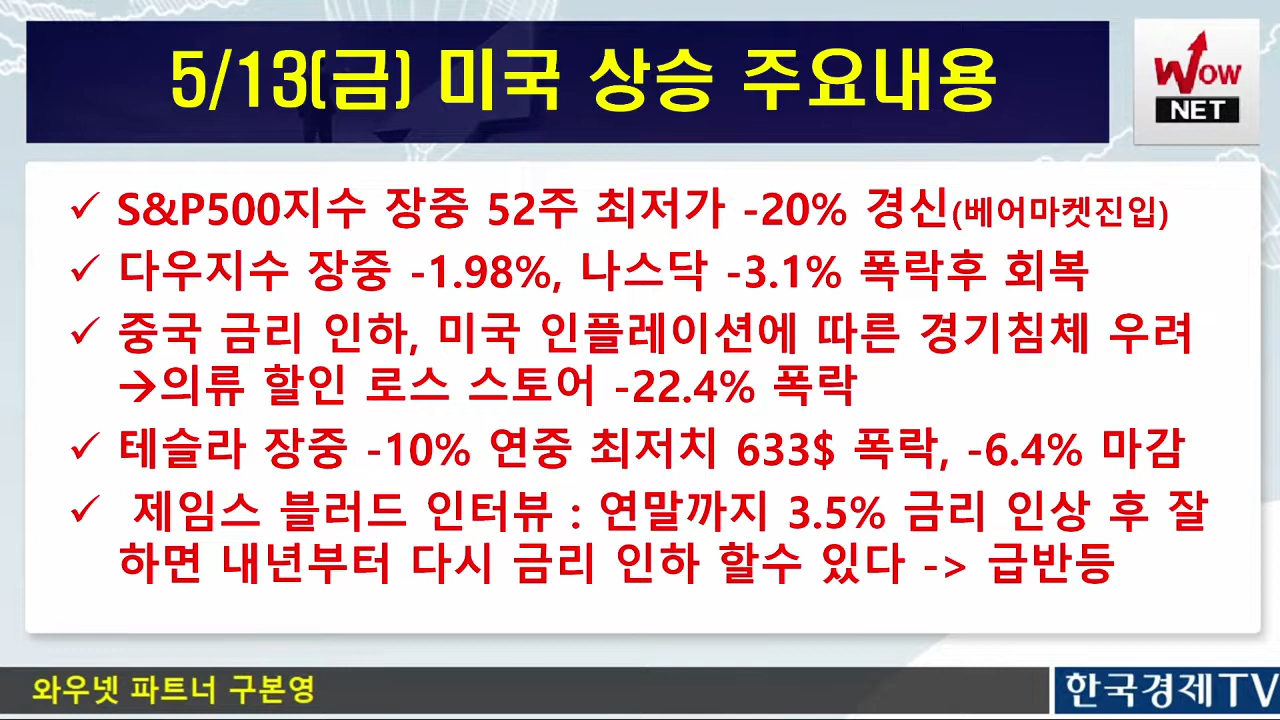 5/13(금) 미국 상승 주요내용
WOW
NET
✓ S&P500지수 장중 52주 최저가 -20% 경신(베어마켓진입)
✓ 다우지수 장중 -1.98%, 나스닥 -3.1% 폭락후 회복
✓ 중국 금리 인하, 미국 인플레이션에 따른 경기침체 우려
→의류 할인 로스 스토어 -22.4% 폭락
✓ 테슬라 장중 -10% 연중 최저치 633$ 폭락, -6.4% 마감
✓ 제임스 블러드 인터뷰 : 연말까지 3.5% 금리 인상 후 잘
하면 내년부터 다시 금리 인하 할수 있다 -> 급반등
와우넷 파트너 구본영
한국경제TV